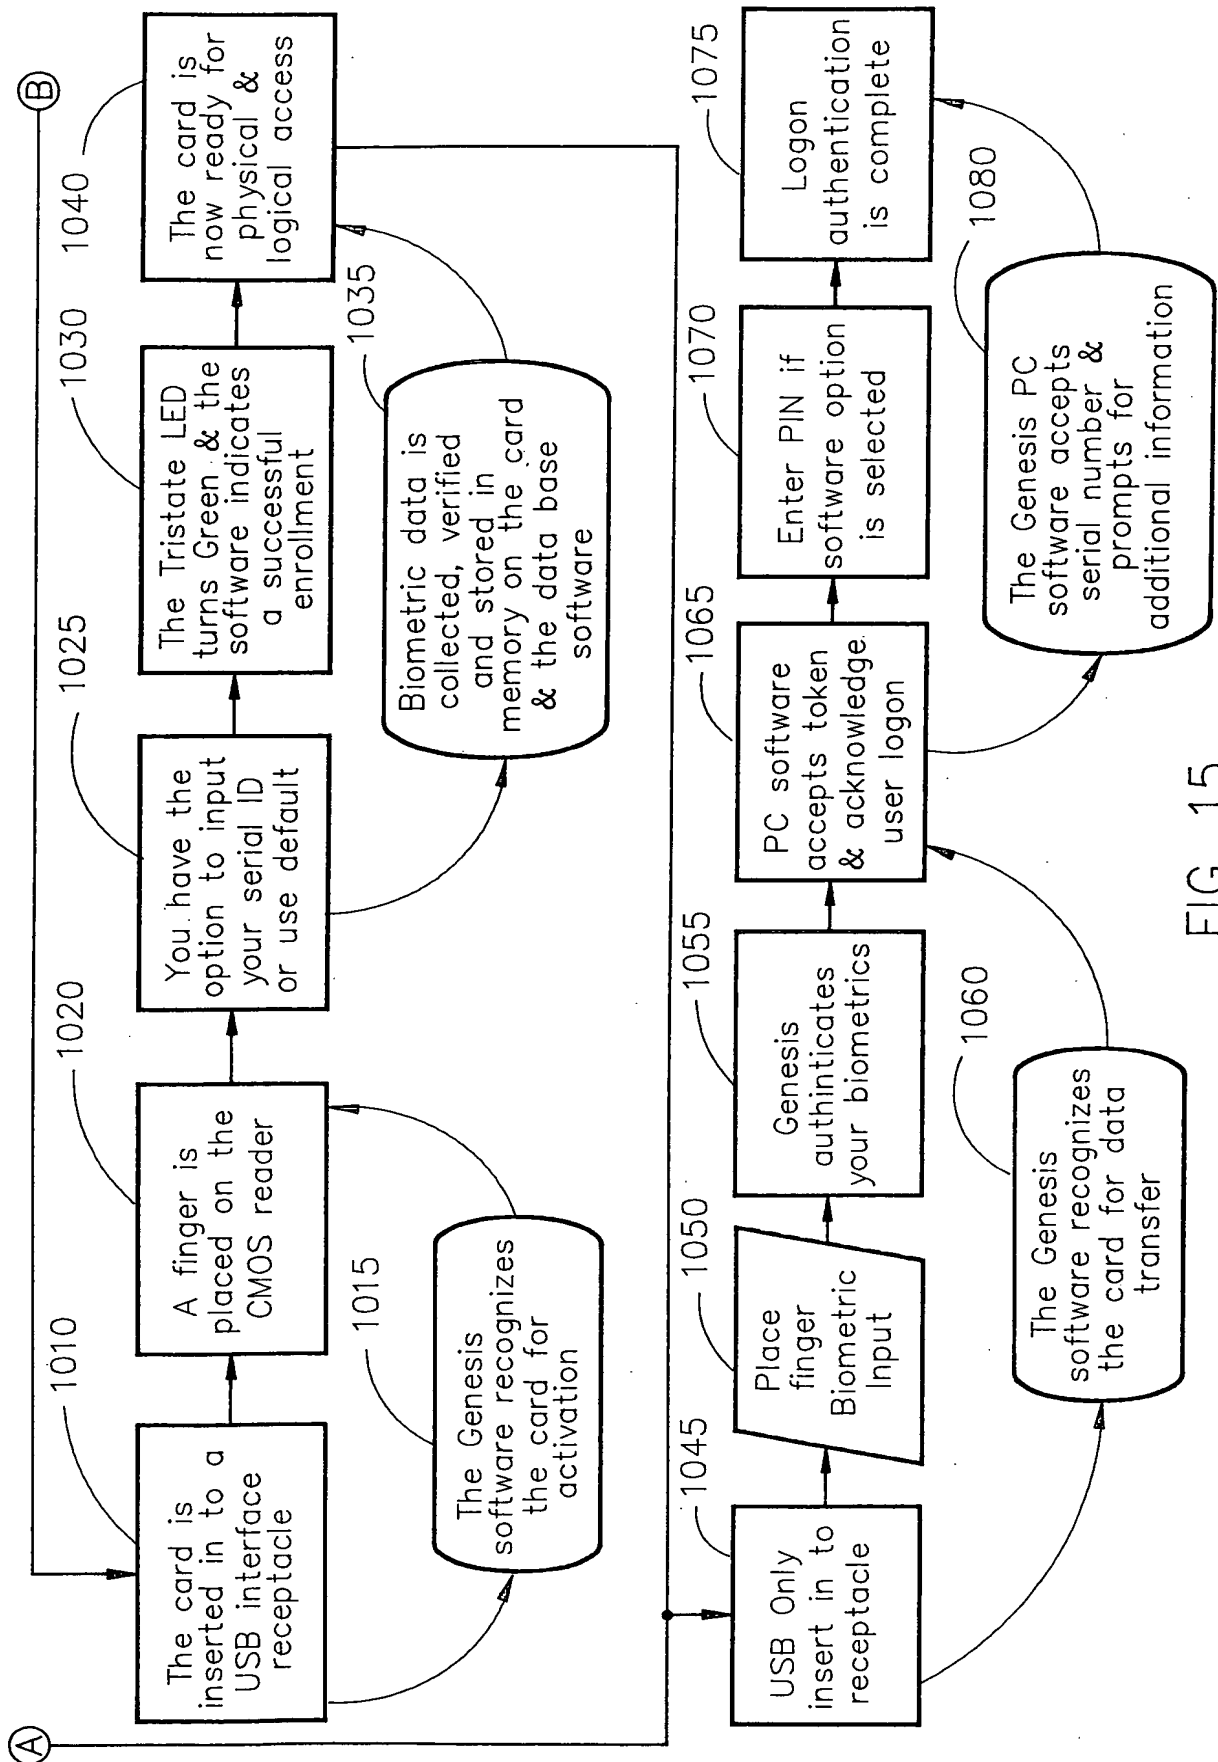 B
1010
The card is
inserted in to a
USB interface
receptacle
1015
The Genesis
software recognizes
the card for
activation
1020
A finger is
placed on the
CMOS reader
1025
You have the
option to input
your serial ID
or use default
1030
The Tristate LED
turns Green & the
software indicates
a successful
enrollment
1035
Biometric data is
collected, verified
and stored in
memory on the card
& the data base
software
1040
The card is
now ready for
physical &
logical access
A
1045
USB Only
insert in to
receptacle
1050
Place
finger
Biometric
Input
1055
Genesis
authinticates
your biometrics
1060
The Genesis
software recognizes
the card for data
transfer
1065
PC software
accepts token
& acknowledge
user logon
1070
Enter PIN if
software option
is selected
1075
Logon
authentication
is complete
1080
The Genesis PC
software accepts
serial number &
prompts for
additional information
FIG 15